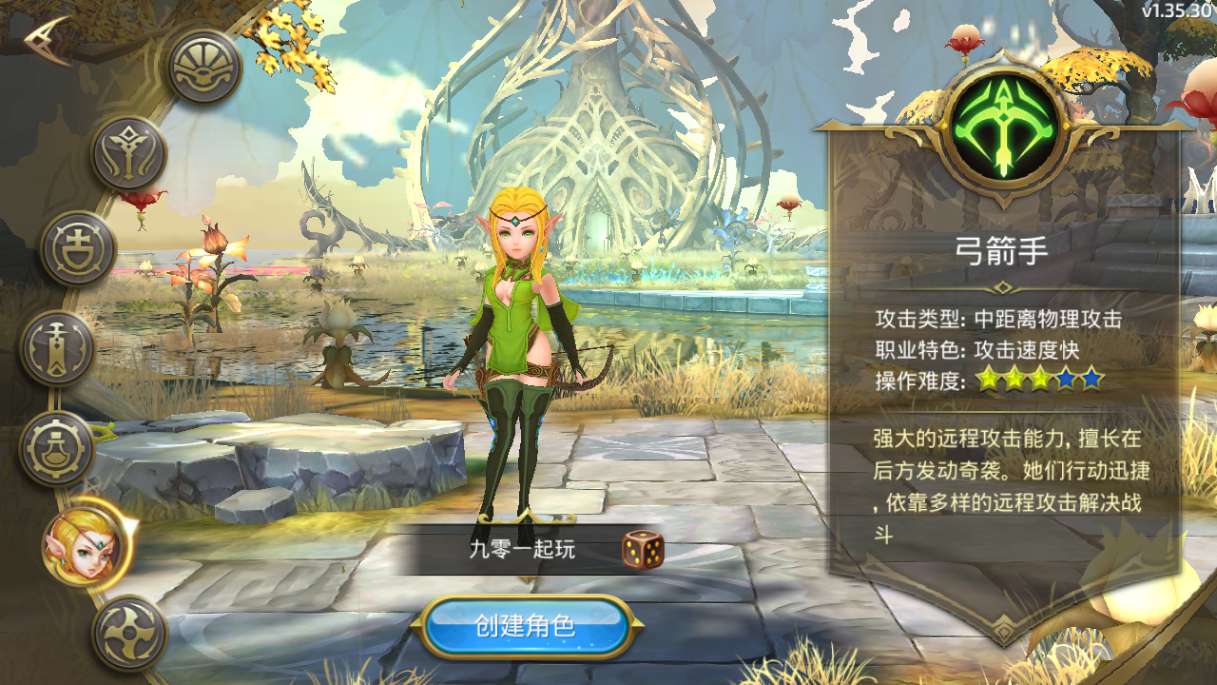 v1.35.30
弓箭手
攻击类型: 中距离物理攻击
职业特色: 攻击速度快
操作难度:
强大的远程攻击能力, 擅长在
后方发动奇袭。她们行动迅捷
, 依靠多样的远程攻击解决战
斗
九零一起玩
创建角色